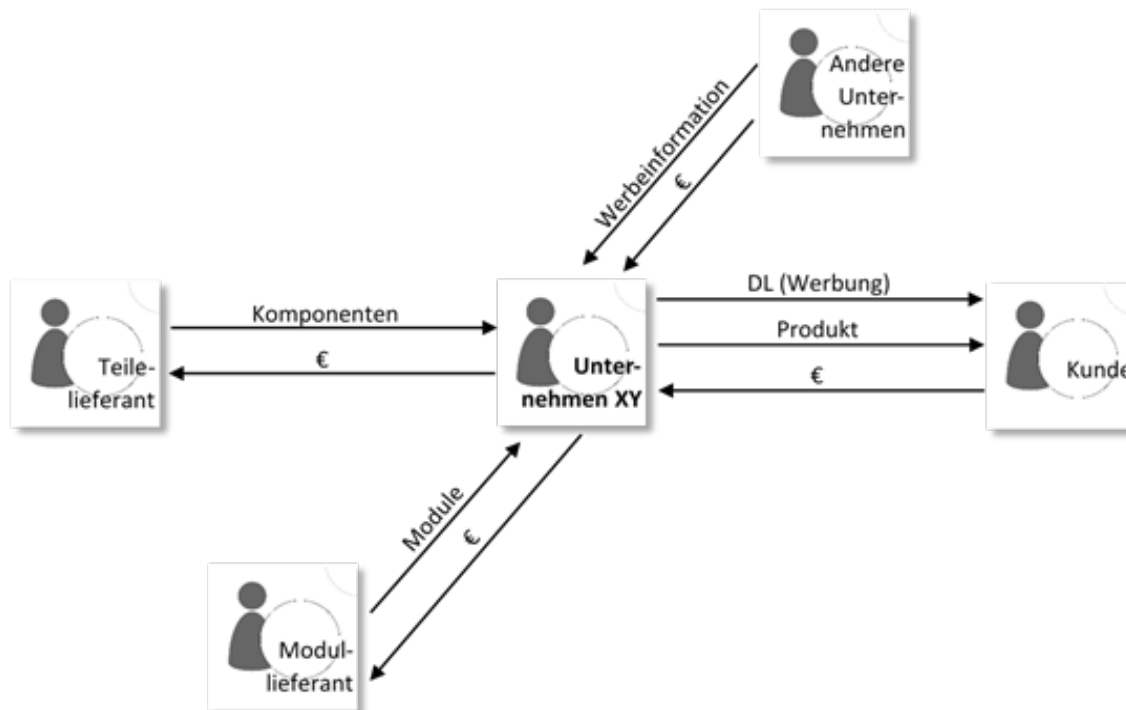 Andere
Unter-
nehmen
Werbeinformation
€
DL (Werbung)
Produkt
€
Komponenten
€
Teile-
lieferant
Unter-
nehmen XY
Kunde
Module
€
Modul-
lieferant